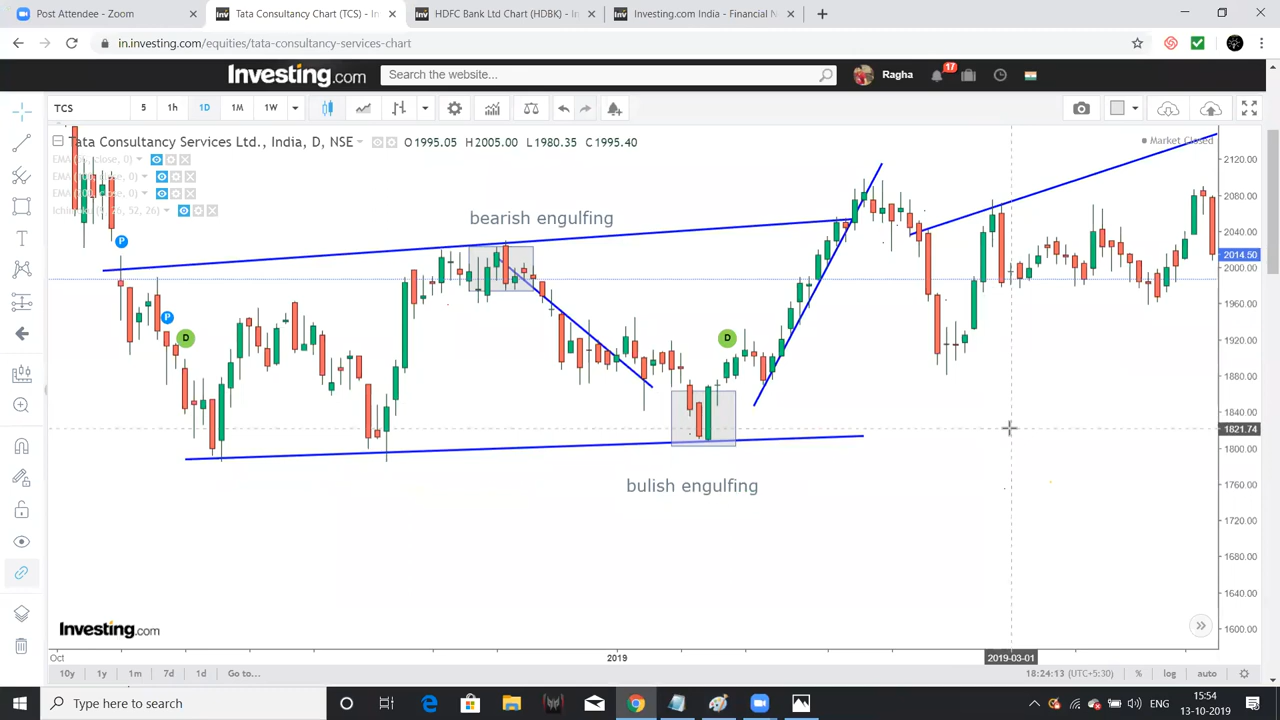 Post Attendee - Zoom
Tata Consultancy Chart (TCS) - In
HDFC Bank Ltd Chart (HDBK) - In
Investing.com India - Financial N
in.investing.com/equities/tata-consultancy-services-chart
Investing.com
Search the website...
Ragha
17
TCS
5
1h
1D
1M
1W
Tata Consultancy Services Ltd., India, D, NSE
O1995.05 H2005.00 L1980.35 C1995.40
Market Closed
bearish engulfing
P
P
D
D
bulish engulfing
2120.00
2080.00
2040.00
2014.50
2000.00
1960.00
1920.00
1880.00
1840.00
1821.74
1800.00
1760.00
1720.00
1680.00
1640.00
1600.00
Investing.com
Oct
2019
2019-03-01
10y
1y
1m
7d
1d
Go to...
18:24:13 (UTC+5:30)
%
log
auto
Type here to search
ENG
15:54
13-10-2019